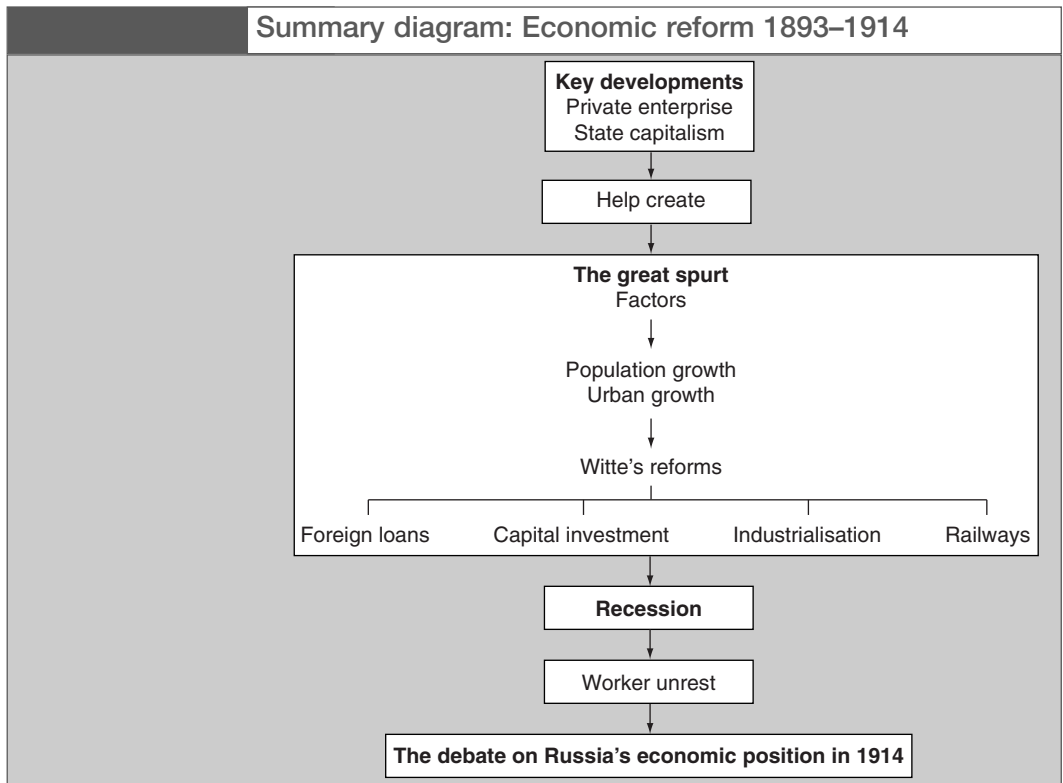 Summary diagram: Economic reform 1893–1914
Key developments
Private enterprise
State capitalism
Help create
The great spurt
Factors
Population growth
Urban growth
Witte’s reforms
Foreign loans Capital investment Industrialisation Railways
Recession
Worker unrest
The debate on Russia’s economic position in 1914